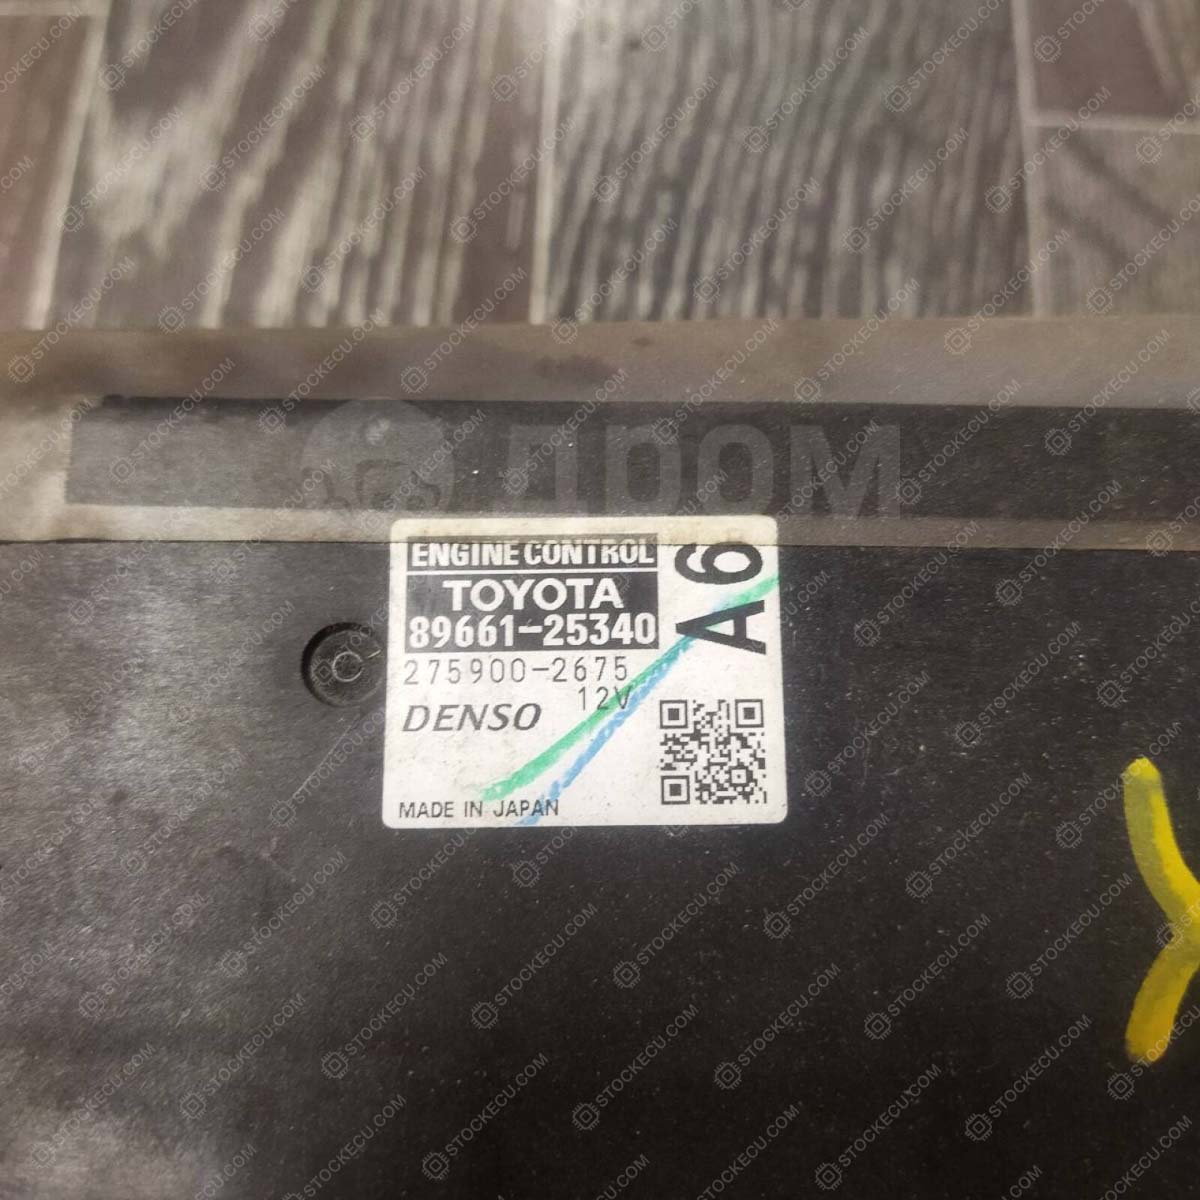 дром
ENGINE CONTROL
TOYOTA
89661-25340
A6
275900-2675
12V
DENSO
MADE IN JAPAN
STOCKECU.COM